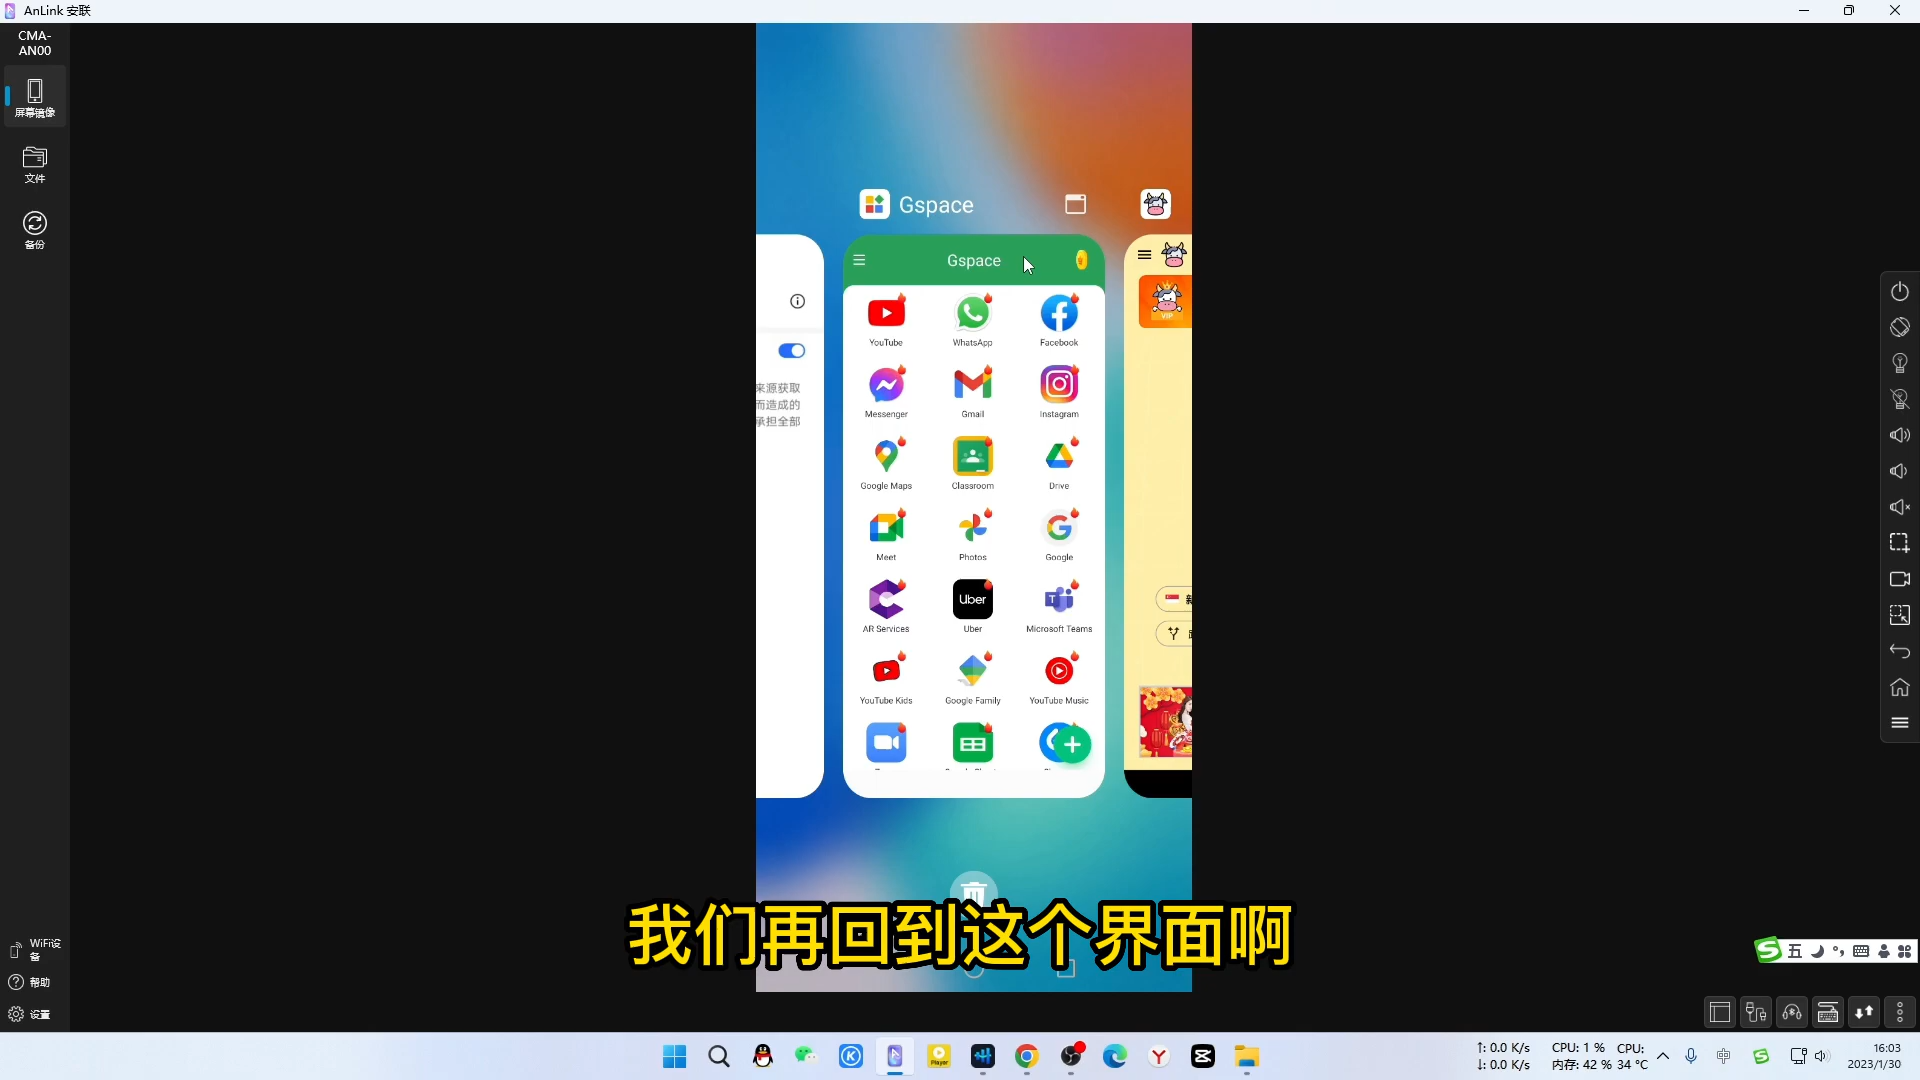 AnLink 安联
CMA-
AN00
屏幕镜像
文件
备份
WiFi设
备
帮助
设置
Gspace
Gspace
来源获取
而造成的
承担全部
YouTube
WhatsApp
Facebook
Messenger
Gmail
Instagram
Google Maps
Classroom
Drive
Meet
Photos
Google
AR Services
Uber
Uber
Microsoft Teams
YouTube Kids
Google Family
YouTube Music
VIP
我们再回到这个界面啊
五
Player
↑: 0.0 K/s
↓: 0.0 K/s
CPU: 1 %
内存: 42 %
CPU:
34 °C
中
16:03
2023/1/30